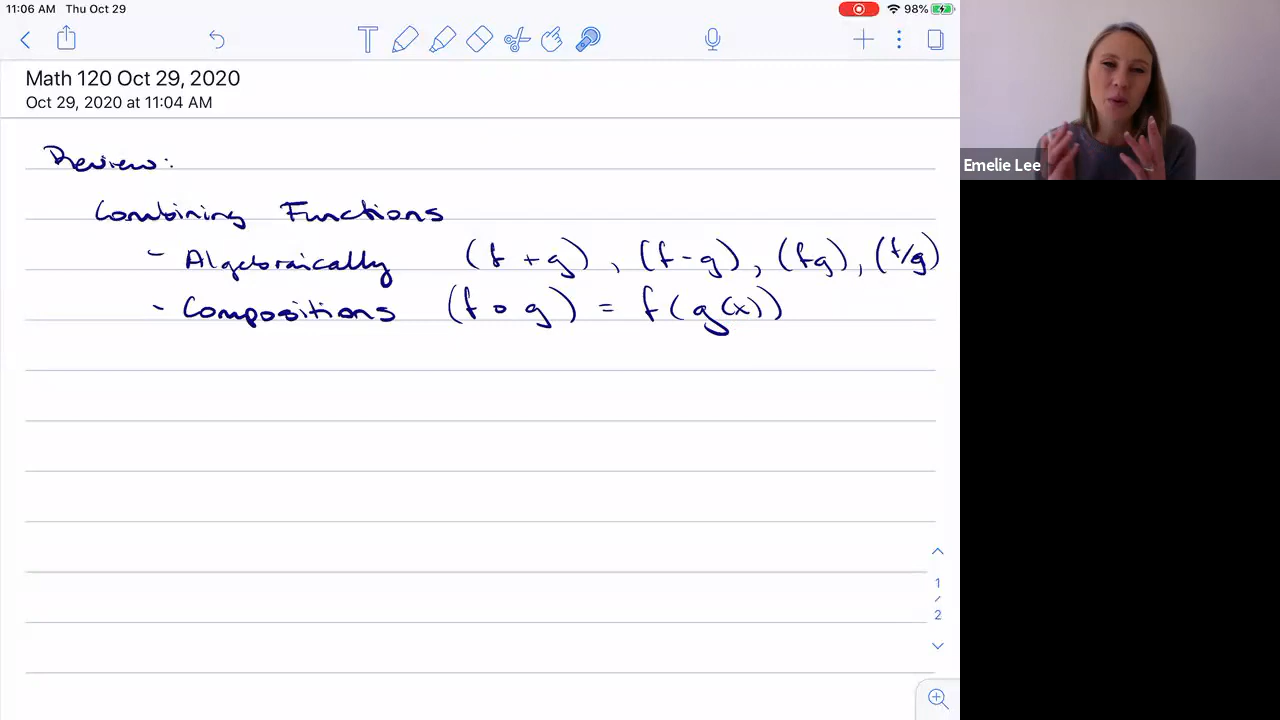 11:06 AM Thu Oct 29
98%
Math 120 Oct 29, 2020
Oct 29, 2020 at 11:04 AM
Review:
Combining Functions
- Algebraically (f + g), (f - g), (fg), (f/g)
- Compositions (f ∘ g) = f(g(x))
Emelie Lee
1
/
2